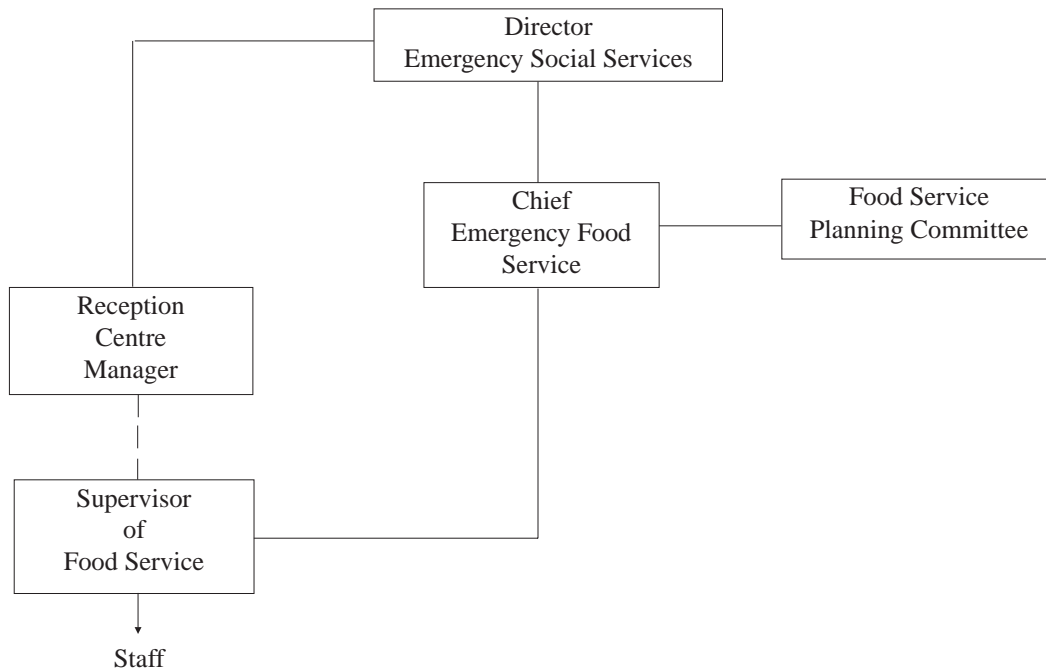 Director
Emergency Social Services
Chief
Emergency Food
Service
Food Service
Planning Committee
Reception
Centre
Manager
Supervisor
of
Food Service
Staff